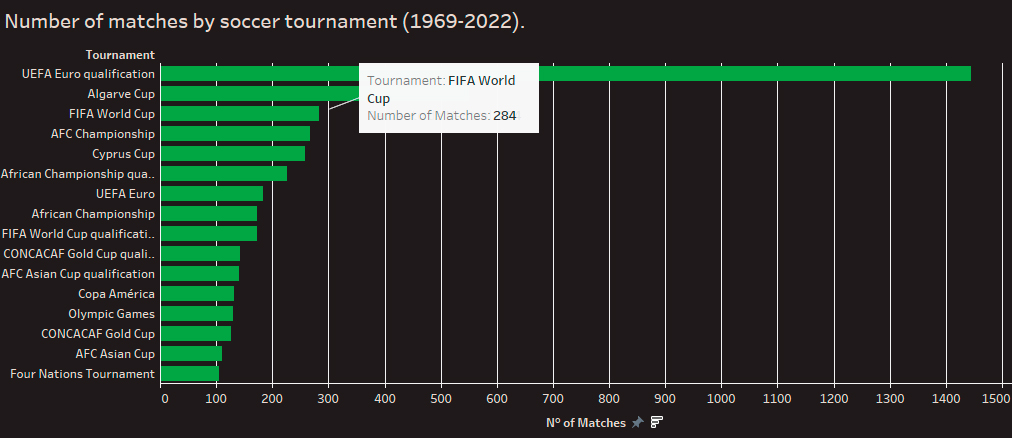 Number of matches by soccer tournament (1969-2022).
Tournament
UEFA Euro qualification
Algarve Cup
FIFA World Cup
AFC Championship
Cyprus Cup
African Championship qua..
UEFA Euro
African Championship
FIFA World Cup qualificati..
CONCACAF Gold Cup quali..
AFC Asian Cup qualification
Copa América
Olympic Games
CONCACAF Gold Cup
AFC Asian Cup
Four Nations Tournament
Tournament: FIFA World
Cup
Number of Matches: 284
0 100 200 300 400 500 600 700 800 900 1000 1100 1200 1300 1400 1500
Nº of Matches